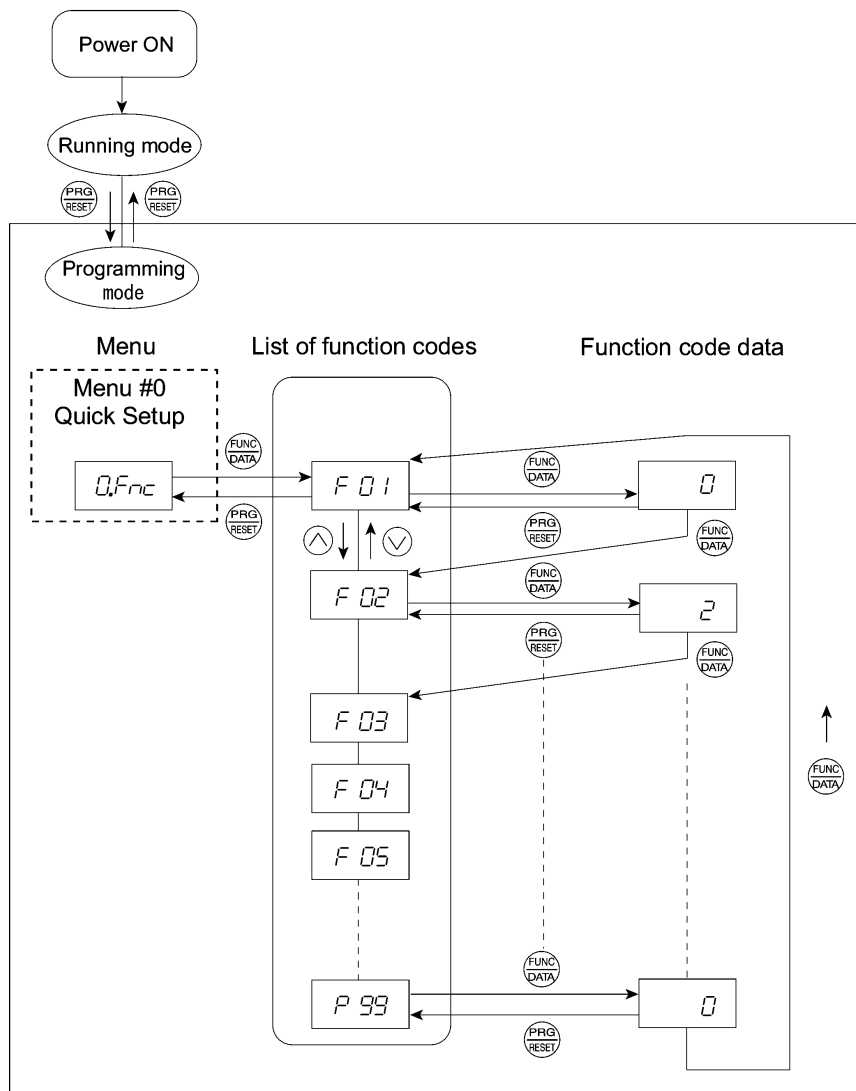 Power ON
Running mode
PRG
RESET
PRG
RESET
Programming
mode
Menu
List of function codes
Function code data
Menu #0
Quick Setup
FUNC
DATA
0.Fnc
F 01
FUNC
DATA
0
PRG
RESET
PRG
RESET
FUNC
DATA
F 02
FUNC
DATA
2
PRG
RESET
FUNC
DATA
F 03
F 04
FUNC
DATA
F 05
FUNC
DATA
P 99
0
PRG
RESET